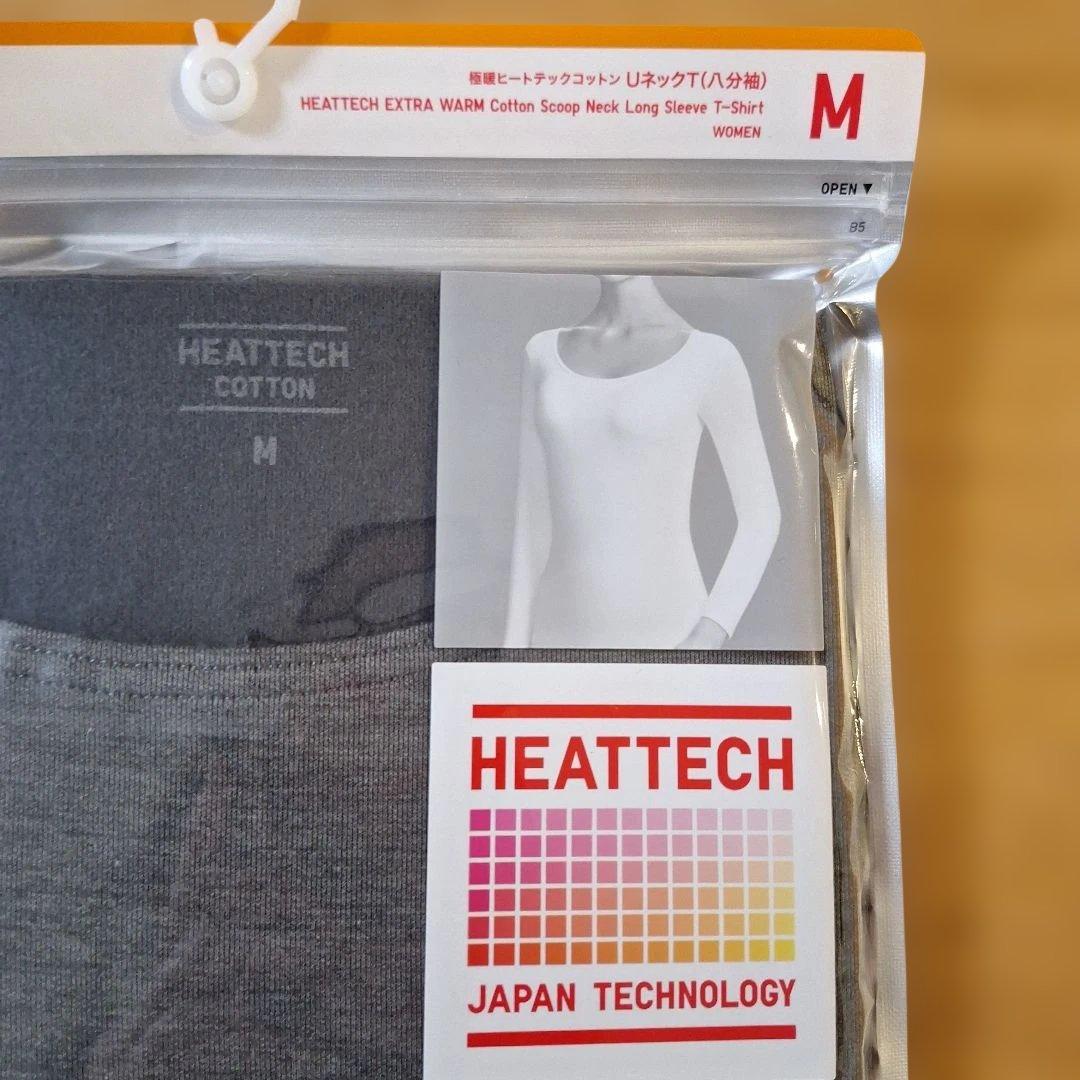 極暖ヒートテックコットン UネックT(八分袖)
HEATTECH EXTRA WARM Cotton Scoop Neck Long Sleeve T-Shirt
WOMEN
M
OPEN▼
B5
HEATTECH
COTTON
M
HEATTECH
JAPAN TECHNOLOGY